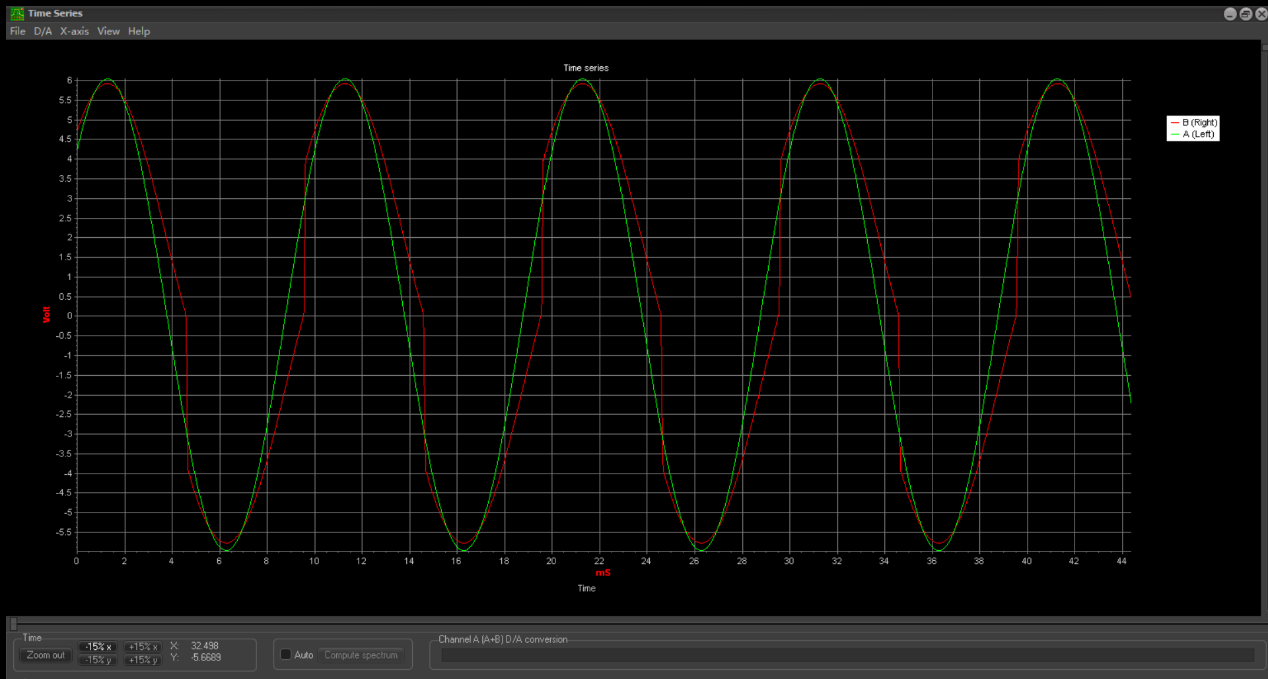 Time Series
File D/A X-axis View Help
Time series
6
5.5
5
4.5
4
3.5
3
2.5
2
1.5
1
0.5
0
-0.5
-1
-1.5
-2
-2.5
-3
-3.5
-4
-4.5
-5
-5.5
Volt
B (Right)
A (Left)
0 2 4 6 8 10 12 14 16 18 20 22 24 26 28 30 32 34 36 38 40 42 44
mS
Time
Time
Zoom out -15% x +15% x X: 32.498
-15% y +15% y Y: -5.6689
Auto Compute spectrum
Channel A (A+B) D/A conversion